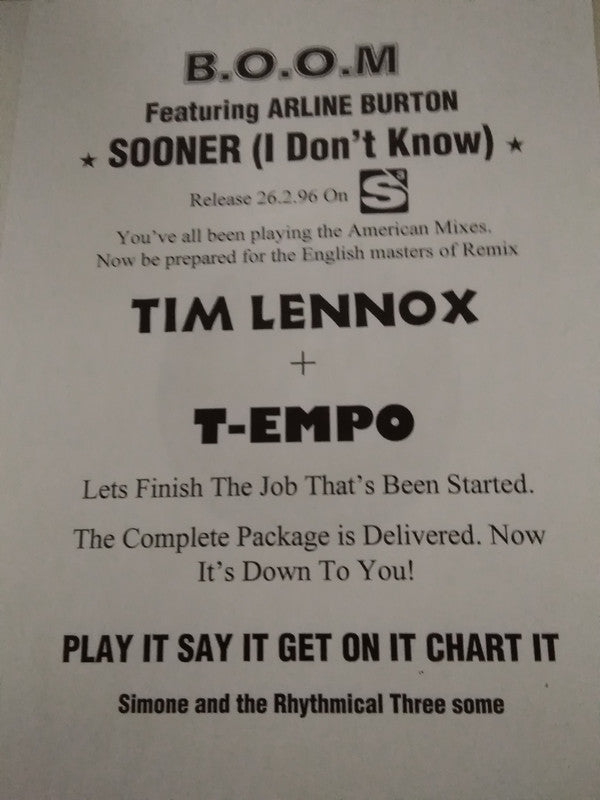 B.O.O.M
Featuring ARLINE BURTON
★ SOONER (I Don't Know) ★
Release 26.2.96 On S
You've all been playing the American Mixes.
Now be prepared for the English masters of Remix
TIM LENNOX
+
T-EMPO
Lets Finish The Job That's Been Started.
The Complete Package is Delivered. Now
It's Down To You!
PLAY IT SAY IT GET ON IT CHART IT
Simone and the Rhythmical Three some